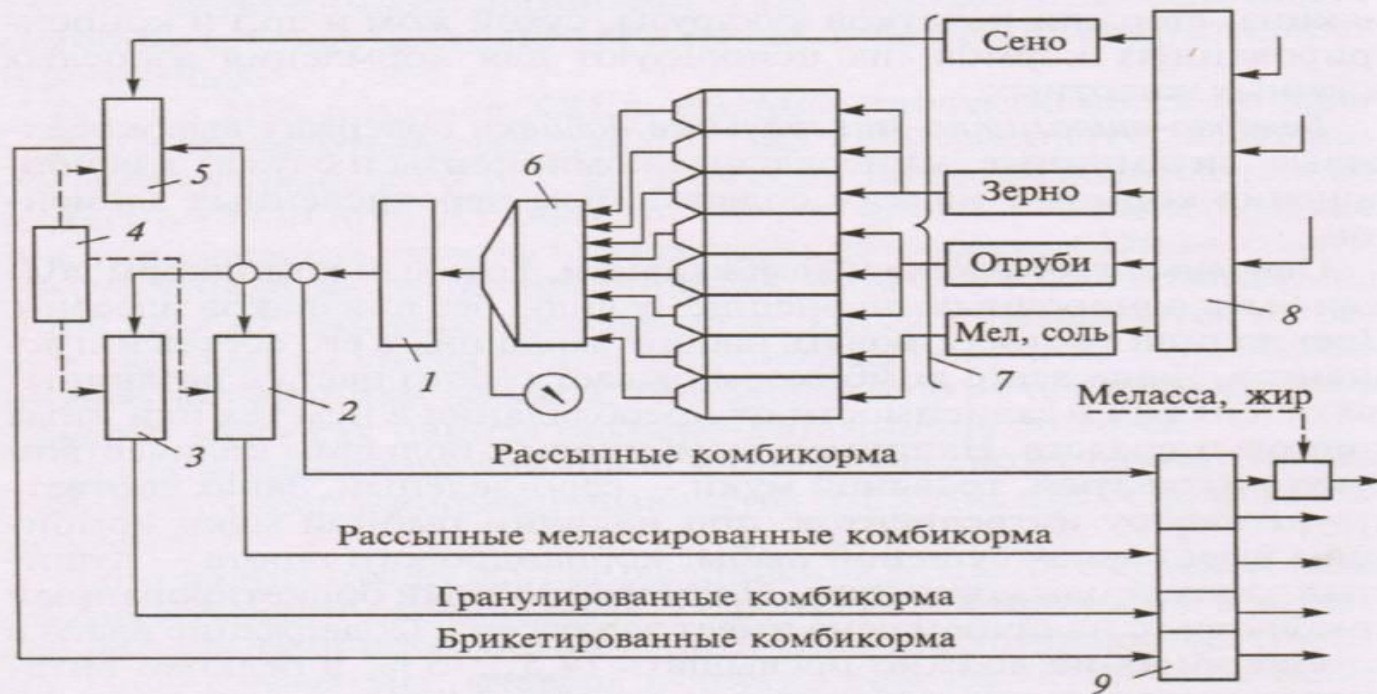 Сено
5
6
4
Зерно
Отруби
8
Мел, соль
1
7
2
Меласса, жир
3
Рассыпные комбикорма
Рассыпные мелассированные комбикорма
Гранулированные комбикорма
Брикетированные комбикорма
9